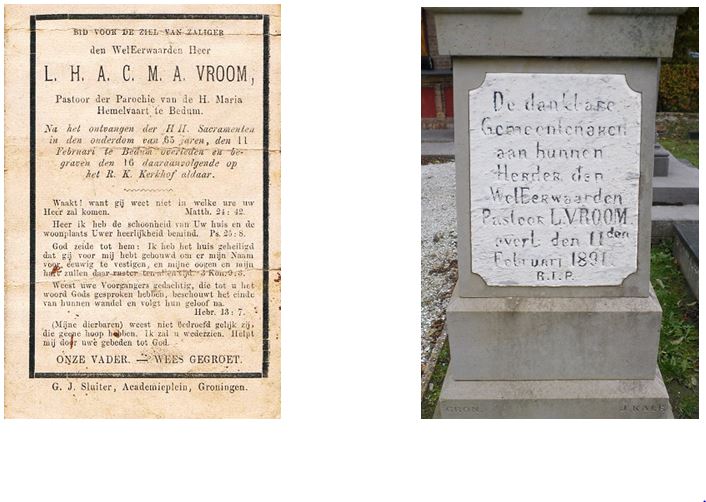 BID VOOR DE ZIEL VAN ZALIGER
den WelEerwaarden Heer
L. H. A. C. M. A. VROOM,
Pastoor der Parochie van de H. Maria
Hemelvaart te Bedum.
Na het ontvangen der H H. Sacramenten
in den ouderdom van 65 jaren, den 11
Februari te Bedum overleden en be-
graven den 16 daaraanvolgende op
het R. K. Kerkhof aldaar.
Waakt! want gij weet niet in welke ure uw
Heer zal komen. Matth. 24: 42.
Heer ik heb de schoonheid van Uw huis en de
woonplaats Uwer heerlijkheid bemind. Ps. 25: 8.
God zeide tot hem: Ik heb het huis geheiligd
dat gij voor mij hebt gebouwd om er mijn Naam
voor eeuwig te vestigen, en mijne oogen en mijn
hart zullen daar rusten ten allen tijd. 3 Kon. 9: 3.
Weest uwe Voorgangers gedachtig, die tot u het
woord Gods gesproken hebben, beschouwt het einde
van hunnen wandel en volgt hun geloof na.
Hebr. 13: 7.
(Mijne dierbaren) weest niet bedroefd gelijk zij,
die geene hoop hebben. Ik zal u wederzien. Helpt
mij door uwe gebeden tot God.
ONZE VADER. — WEES GEGROET.
G. J. Sluiter, Academieplein, Groningen.
De dankbare
Gemeentenaren
aan hunnen
Herder den
WelEerwaarden
Pastoor L.VROOM
overl. den 11den
Februari 1891.
R.I.P.
GRON. J.KALE